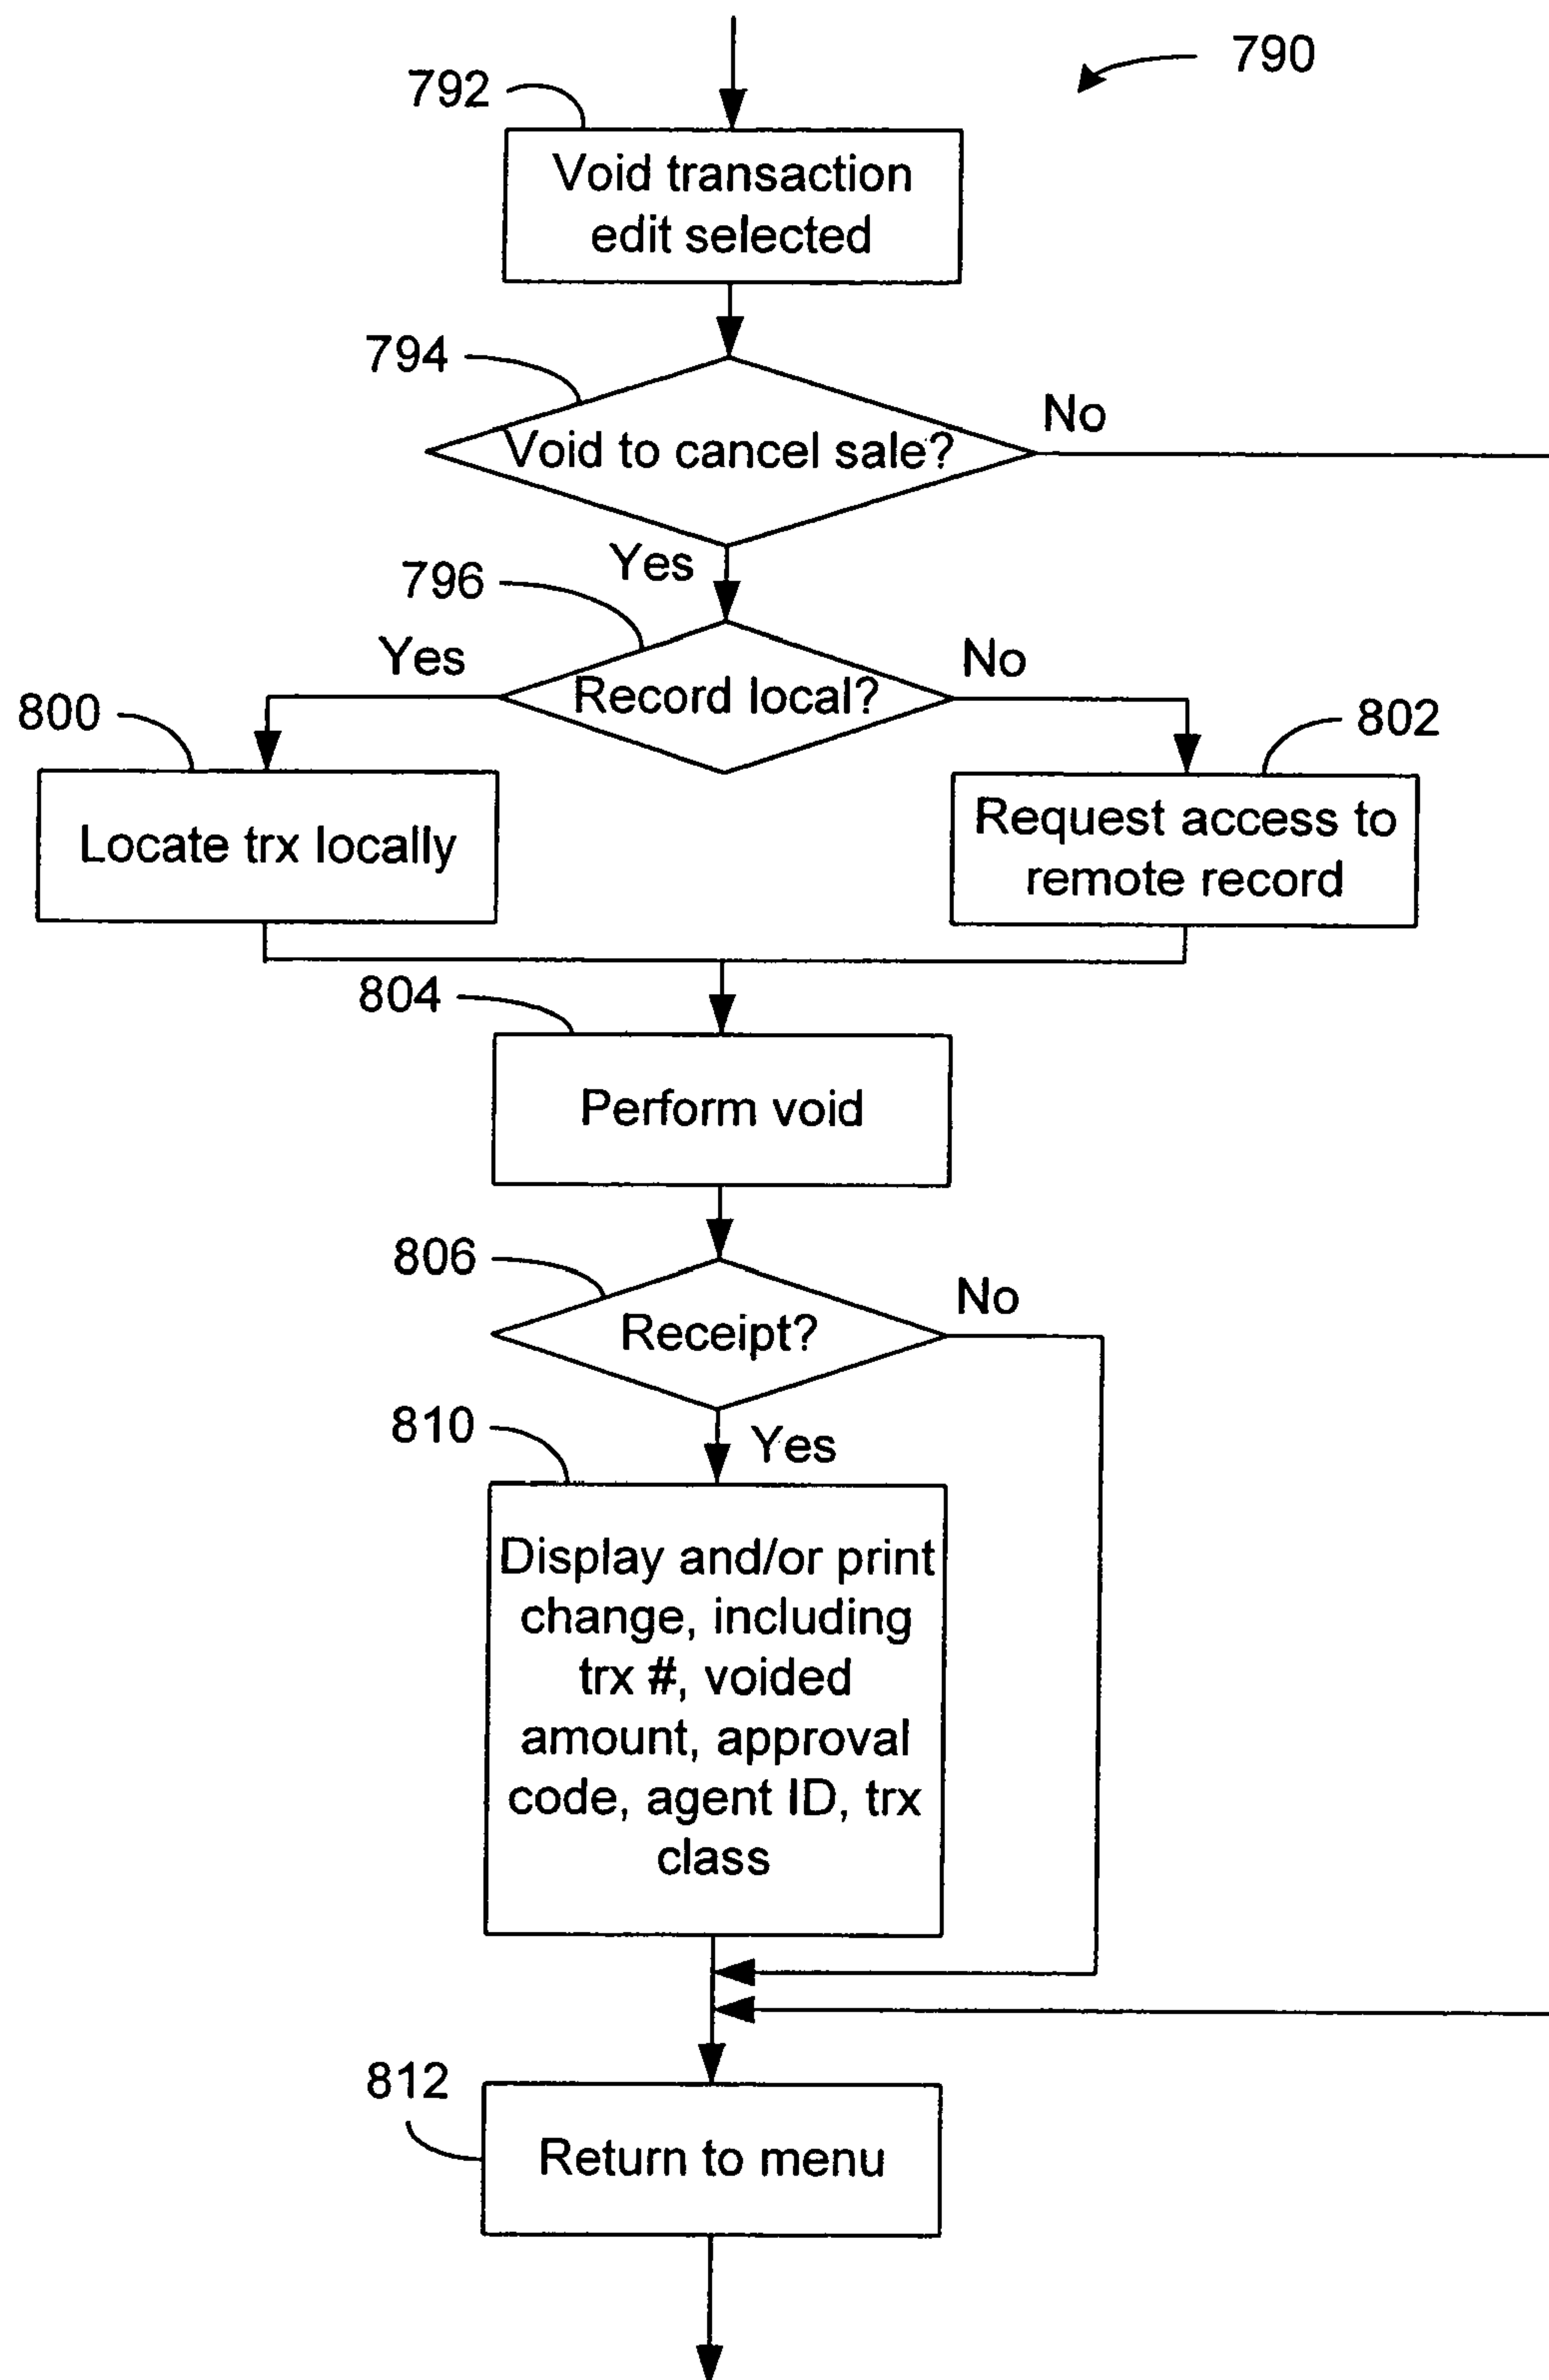 790
792
Void transaction
edit selected
794
Void to cancel sale?
No
Yes
796
Yes
Record local?
No
800
802
Locate trx locally
Request access to
remote record
804
Perform void
806
Receipt?
No
810
Yes
Display and/or print
change, including
trx #, voided
amount, approval
code, agent ID, trx
class
812
Return to menu